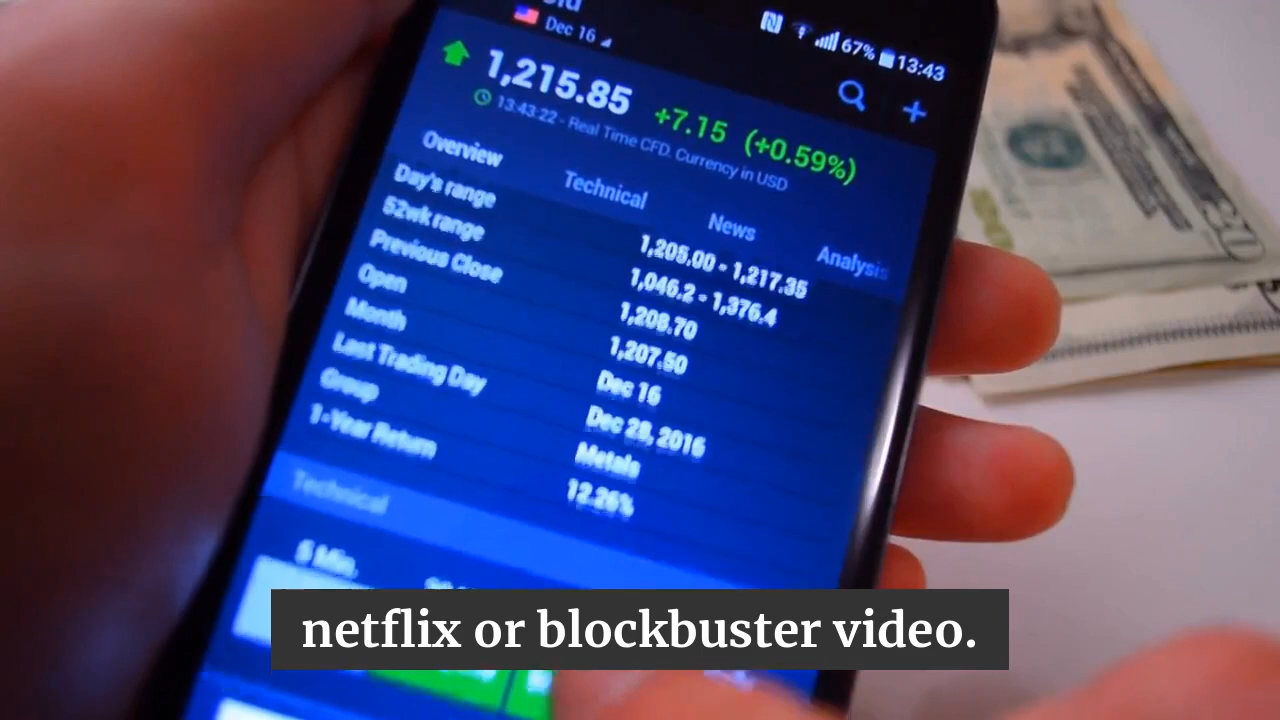 Dec 16
67% 13:43
1,215.85 +7.15 (+0.59%)
13:43:22 - Real Time CFD. Currency in USD
Overview Technical News Analysis
Day's range 1,205.00 - 1,217.35
52wk range 1,046.2 - 1,376.4
Previous Close 1,208.70
Open 1,207.50
Month Dec 16
Last Trading Day Dec 28, 2016
Group Metals
1-Year Return 12.26%
Technical
5 Min.
netflix or blockbuster video.